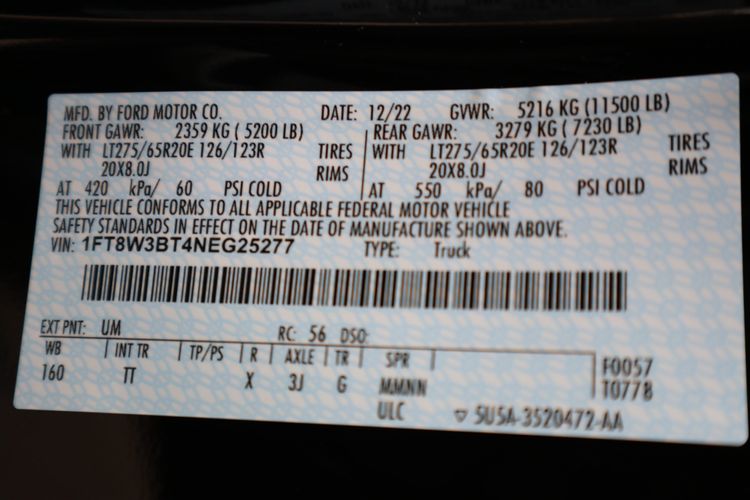 MFD. BY FORD MOTOR CO. DATE: 12/22 GVWR: 5216 KG (11500 LB)
FRONT GAWR: 2359 KG ( 5200 LB) REAR GAWR: 3279 KG ( 7230 LB)
WITH LT275/65R20E 126/123R TIRES WITH LT275/65R20E 126/123R TIRES
20X8.0J RIMS 20X8.0J RIMS
AT 420 kPa/ 60 PSI COLD AT 550 kPa/ 80 PSI COLD
THIS VEHICLE CONFORMS TO ALL APPLICABLE FEDERAL MOTOR VEHICLE
SAFETY STANDARDS IN EFFECT ON THE DATE OF MANUFACTURE SHOWN ABOVE.
VIN: 1FT8W3BT4NEG25277 TYPE: Truck
EXT PNT: UM RC: 56 DSO:
WB INT TR TP/PS R AXLE TR SPR F0057
160 TT X 3J G MMMNN T0778
ULC ▽ 5U5A-3520472-AA